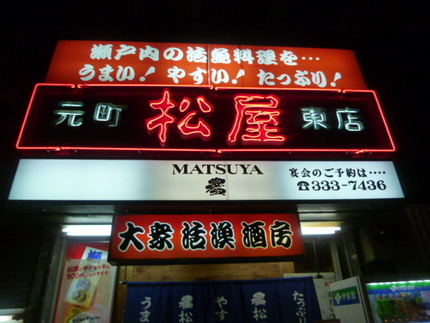 瀬戸内の活魚料理を…
うまい！やすい！たっぷり！
元町 松屋 東店
MATSUYA
宴会のご予約は……
☎333-7436
大衆活漁酒房
うま 松 やす 松 たっぷり